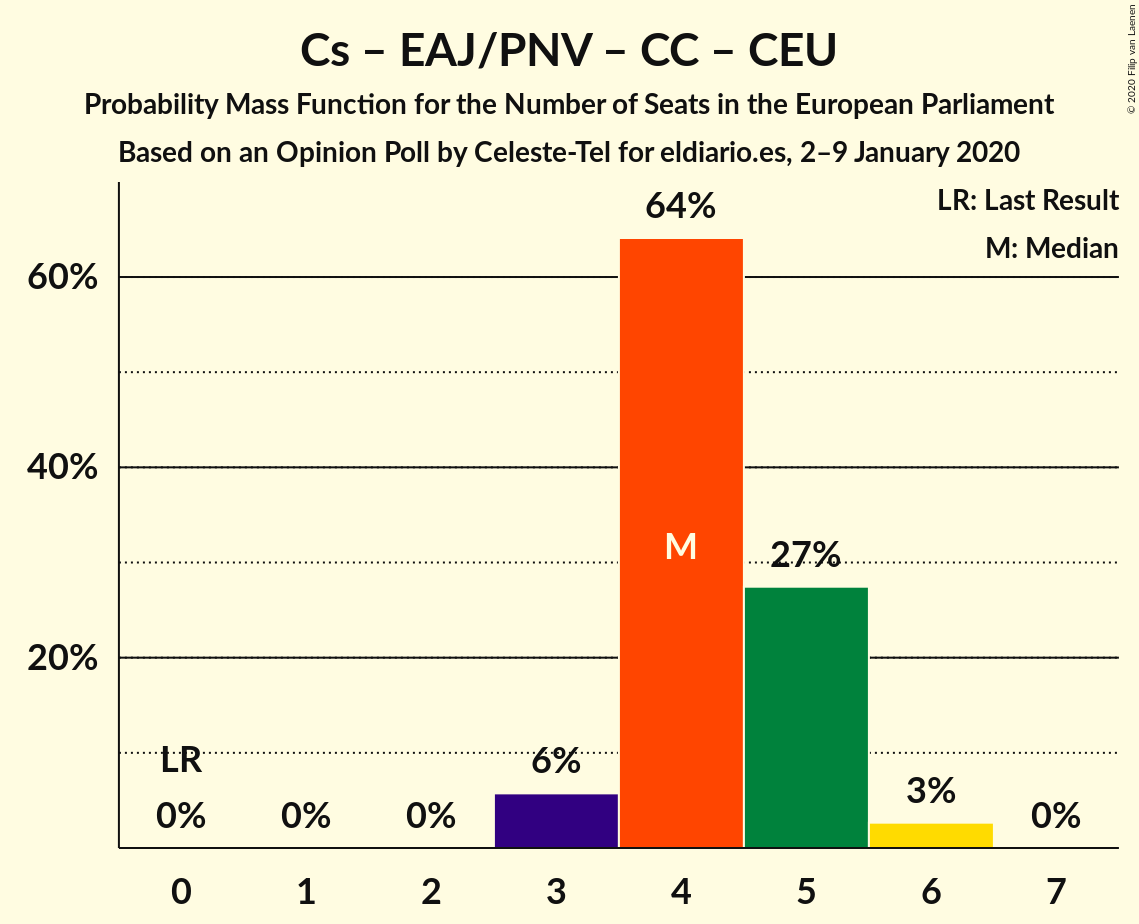 Cs – EAJ/PNV – CC – CEU
Probability Mass Function for the Number of Seats in the European Parliament
Based on an Opinion Poll by Celeste-Tel for eldiario.es, 2–9 January 2020
© 2020 Filip van Laenen
LR: Last Result
M: Median
64%
60%
40%
M
27%
20%
LR
6%
3%
0%
0%
0%
0%
0 1 2 3 4 5 6 7